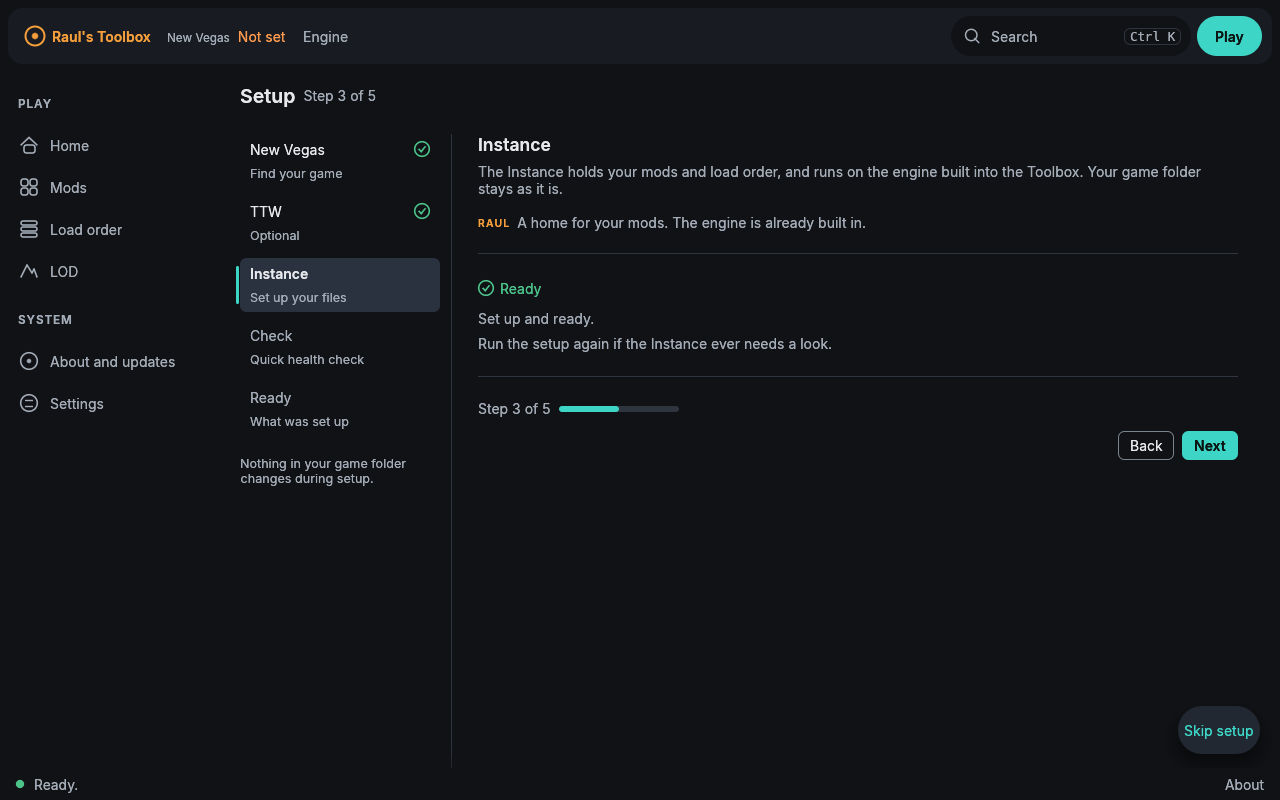 Raul's Toolbox
New Vegas Not set
Engine
Search
Ctrl K
Play
PLAY
Home
Mods
Load order
LOD
SYSTEM
About and updates
Settings
Setup Step 3 of 5
New Vegas
Find your game
TTW
Optional
Instance
Set up your files
Check
Quick health check
Ready
What was set up
Nothing in your game folder
changes during setup.
Instance
The Instance holds your mods and load order, and runs on the engine built into the Toolbox. Your game folder
stays as it is.
RAUL A home for your mods. The engine is already built in.
Ready
Set up and ready.
Run the setup again if the Instance ever needs a look.
Step 3 of 5
Back
Next
Skip setup
Ready.
About